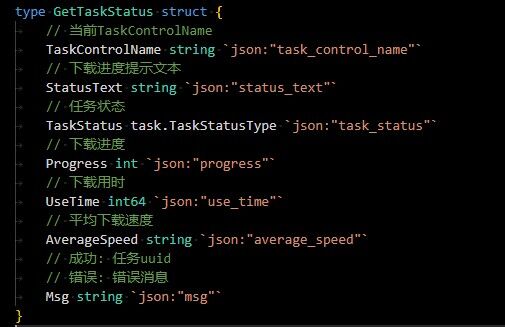 type GetTaskStatus struct {
// 当前TaskControlName
TaskControlName string `json:"task_control_name"`
// 下载进度提示文本
StatusText string `json:"status_text"`
// 任务状态
TaskStatus task.TaskStatusType `json:"task_status"`
// 下载进度
Progress int `json:"progress"`
// 下载用时
UseTime int64 `json:"use_time"`
// 平均下载速度
AverageSpeed string `json:"average_speed"`
// 成功: 任务uuid
// 错误: 错误消息
Msg string `json:"msg"`
}